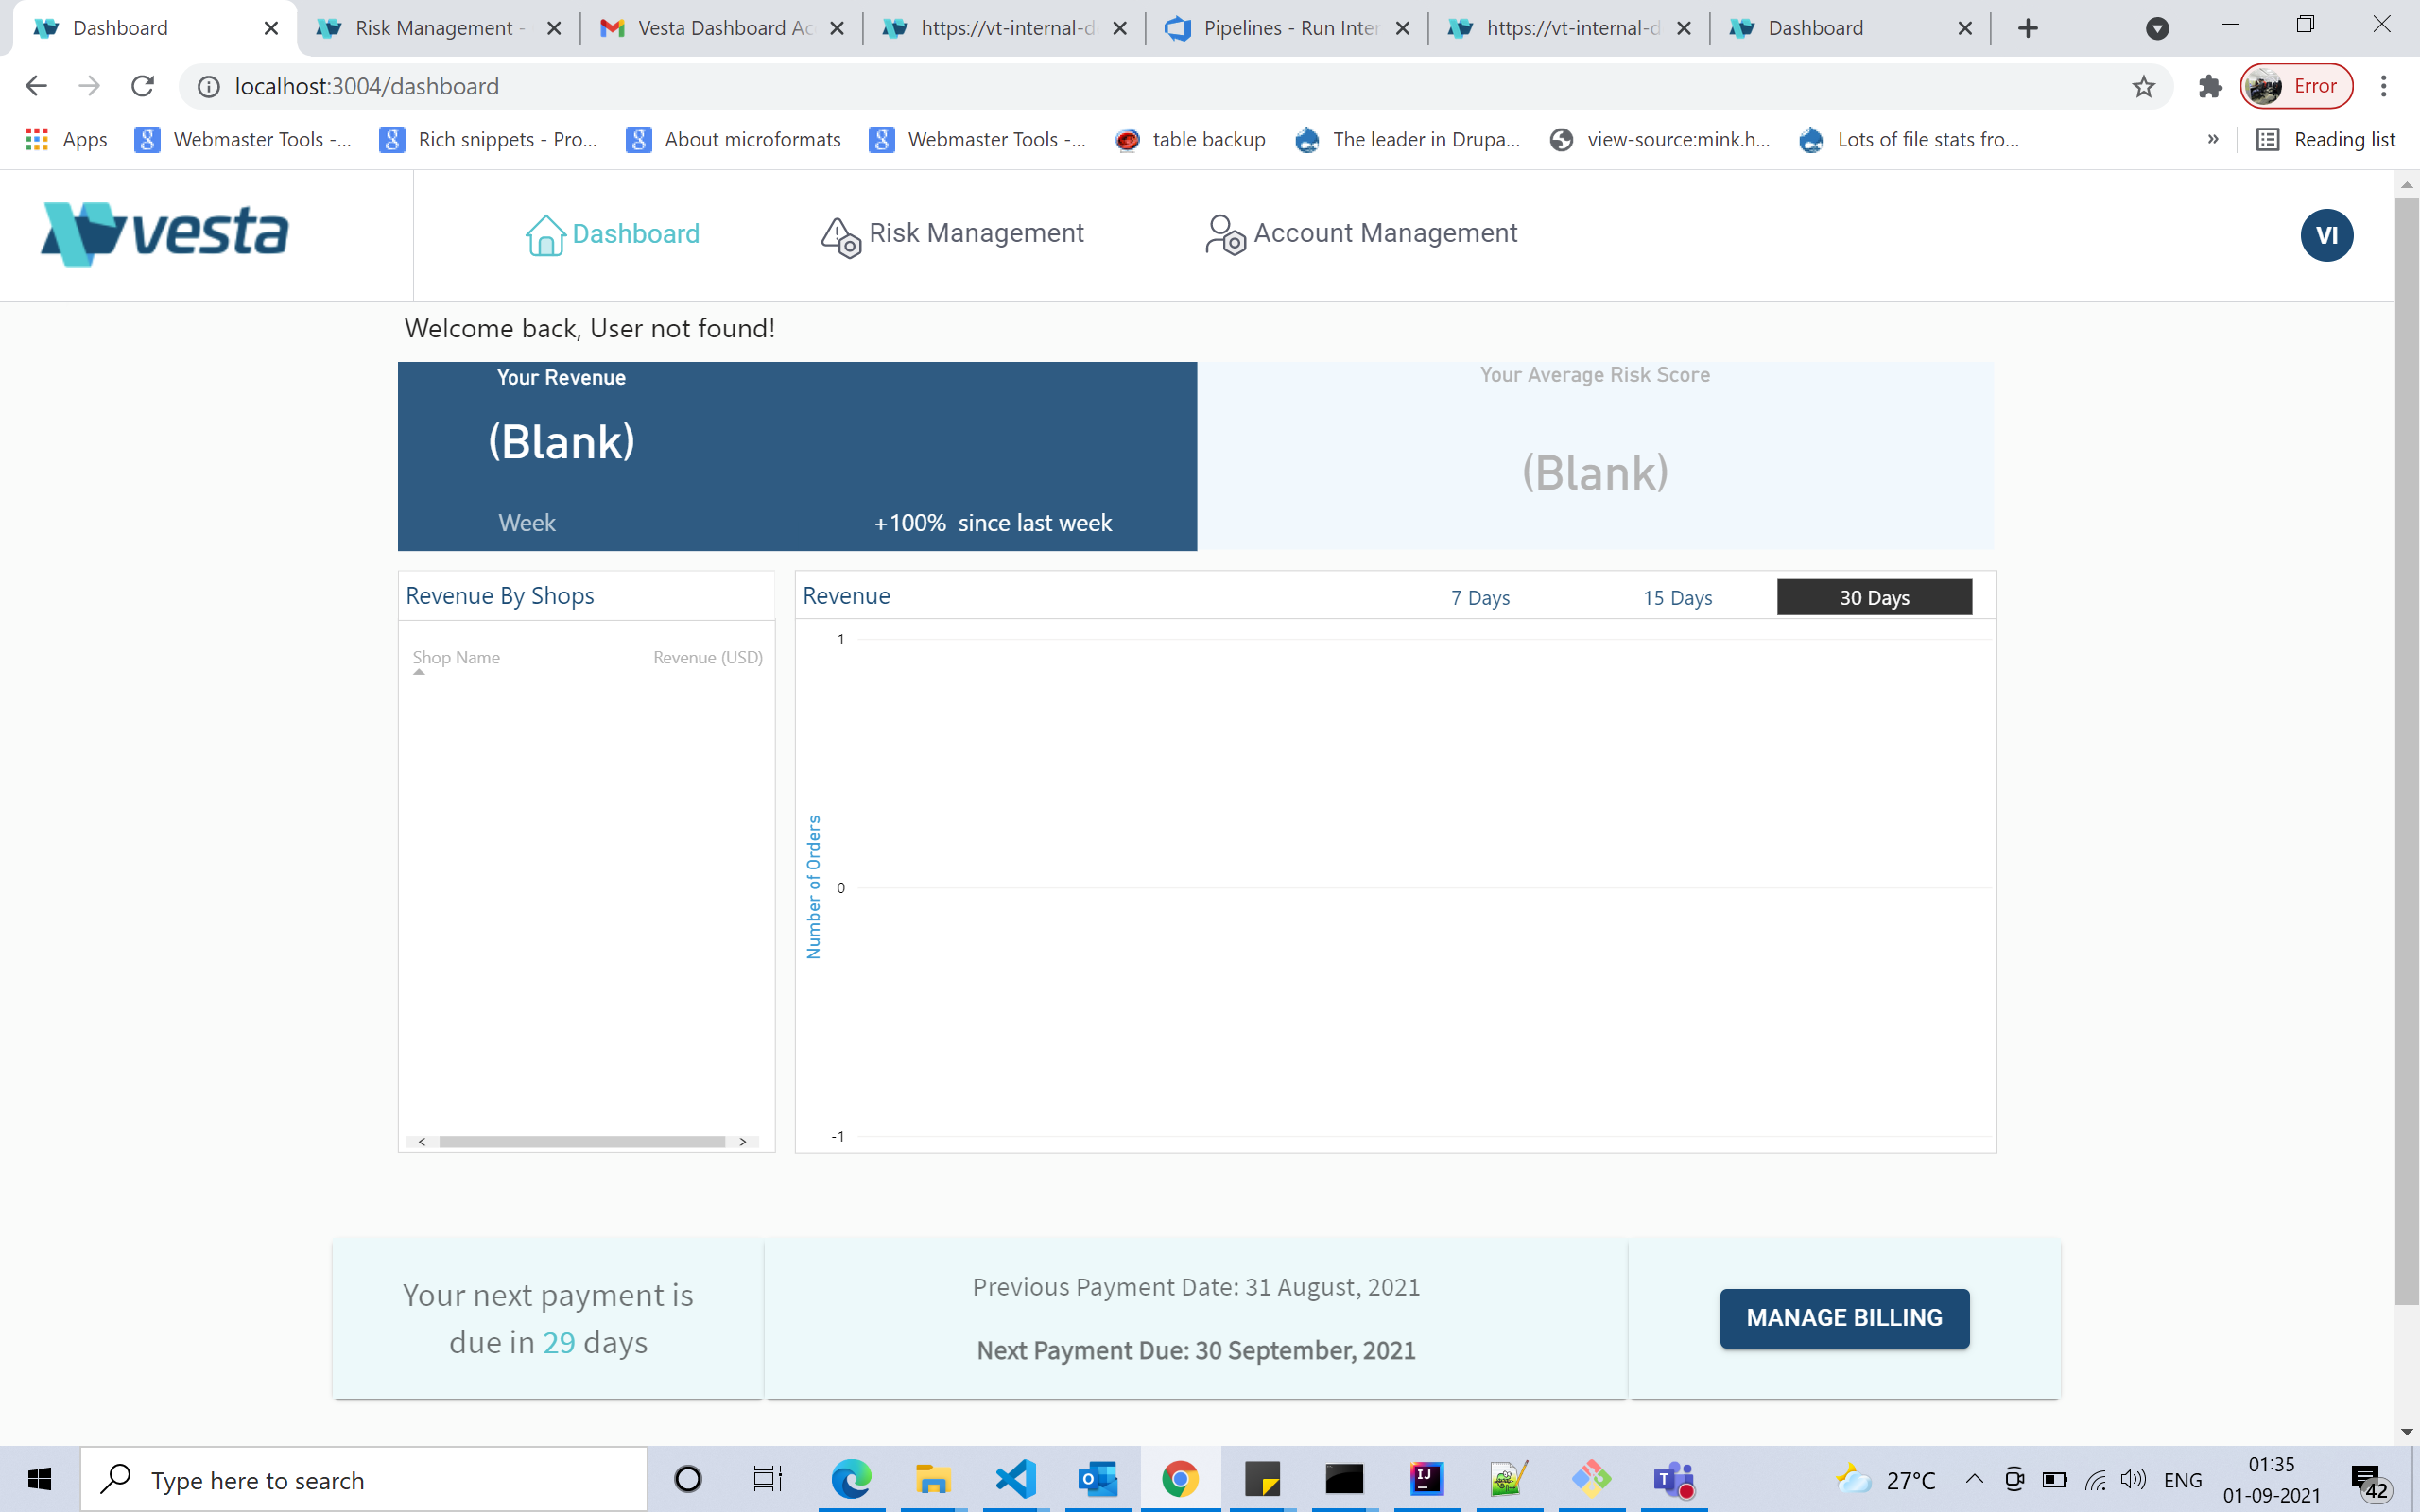 Dashboard
Risk Management -
Vesta Dashboard Ac
https://vt-internal-d
Pipelines - Run Inter
https://vt-internal-d
Dashboard
localhost:3004/dashboard
Error
Apps
Webmaster Tools -...
Rich snippets - Pro...
About microformats
Webmaster Tools -...
table backup
The leader in Drupa...
view-source:mink.h...
Lots of file stats fro...
»
Reading list
vesta
Dashboard
Risk Management
Account Management
VI
Welcome back, User not found!
Your Revenue
(Blank)
Week
+100% since last week
Your Average Risk Score
(Blank)
Revenue By Shops
Shop Name
Revenue (USD)
Revenue
7 Days
15 Days
30 Days
1
0
-1
Number of Orders
Your next payment is
due in 29 days
Previous Payment Date: 31 August, 2021
Next Payment Due: 30 September, 2021
MANAGE BILLING
Type here to search
27°C
ENG
01:35
01-09-2021
42